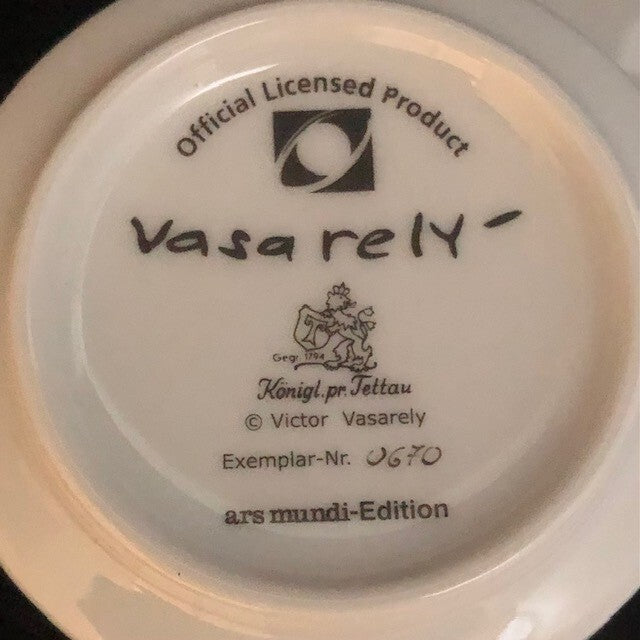 Official Licensed Product
Vasarely-
Gegr. 1794
T
Königl. pr. Tettau
© Victor Vasarely
Exemplar-Nr. 0670
ars mundi-Edition